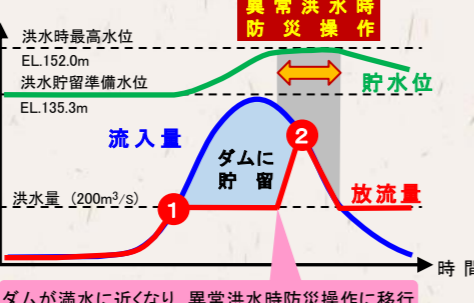 異常洪水時
防災操作
洪水時最高水位
EL.152.0m
洪水貯留準備水位
EL.135.3m
貯水位
流入量
ダムに
貯留
2
洪水量（200m³/s）
1
放流量
時間
ダムが満水に近くなり、異常洪水時防災操作に移行